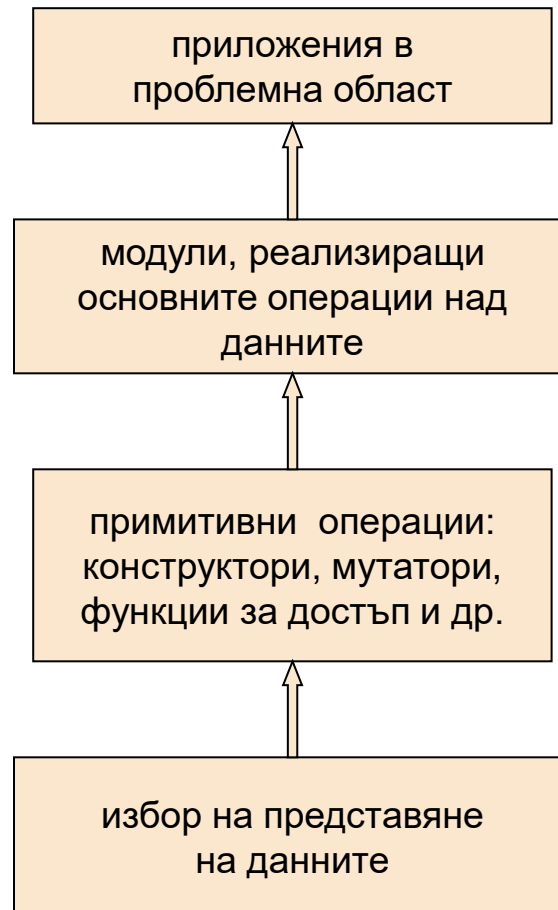 приложения в
проблемна област
модули, реализиращи
основните операции над
данните
примитивни операции:
конструктори, мутатори,
функции за достъп и др.
избор на представяне
на данните